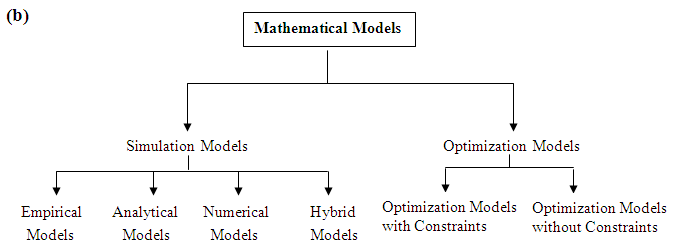 (b)
Mathematical Models
Simulation Models
Optimization Models
Empirical
Models
Analytical
Models
Numerical
Models
Hybrid
Models
Optimization Models
with Constraints
Optimization Models
without Constraints